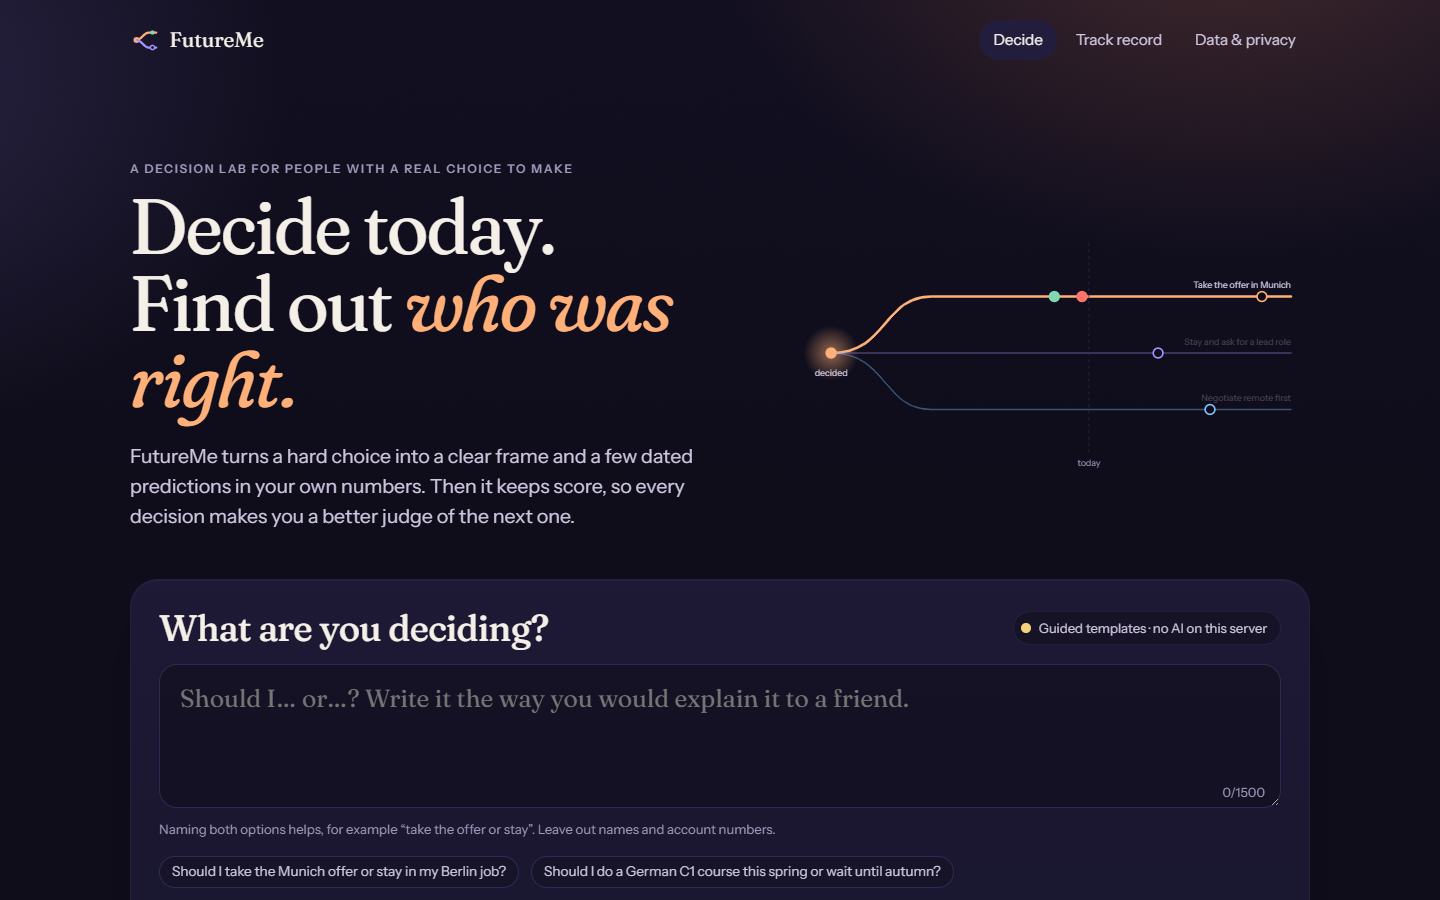 FutureMe
Decide
Track record
Data & privacy
A DECISION LAB FOR PEOPLE WITH A REAL CHOICE TO MAKE
Decide today.
Find out who was
right.
FutureMe turns a hard choice into a clear frame and a few dated
predictions in your own numbers. Then it keeps score, so every
decision makes you a better judge of the next one.
Take the offer in Munich
Stay and ask for a lead role
decided
Negotiate remote first
today
What are you deciding?
Guided templates · no AI on this server
Should I... or...? Write it the way you would explain it to a friend.
0/1500
Naming both options helps, for example “take the offer or stay”. Leave out names and account numbers.
Should I take the Munich offer or stay in my Berlin job?
Should I do a German C1 course this spring or wait until autumn?